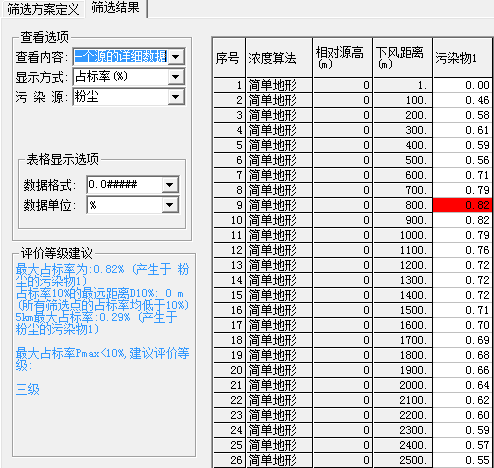 筛选方案定义 筛选结果
查看选项
查看内容: 一个源的详细数据
显示方式: 占标率(%)
污 染 源: 粉尘
表格显示选项
数据格式: 0.0#####
数据单位: %
评价等级建议
最大占标率为:0.82% (产生于 粉
尘的污染物1)
占标率10%的最远距离D10%: 0 m
(所有筛选点的占标率均低于10%)
5km最大占标率:0.29% (产生于
粉尘的污染物1)
最大占标率Pmax<10%,建议评价等
级:
三级
序号 浓度算法 相对源高(m) 下风距离(m) 污染物1
1 简单地形 0 1. 0.00
2 简单地形 0 100. 0.46
3 简单地形 0 200. 0.58
4 简单地形 0 300. 0.61
5 简单地形 0 400. 0.59
6 简单地形 0 500. 0.56
7 简单地形 0 600. 0.71
8 简单地形 0 700. 0.79
9 简单地形 0 800. 0.82
10 简单地形 0 900. 0.82
11 简单地形 0 1000. 0.79
12 简单地形 0 1100. 0.76
13 简单地形 0 1200. 0.72
14 简单地形 0 1300. 0.72
15 简单地形 0 1400. 0.72
16 简单地形 0 1500. 0.71
17 简单地形 0 1600. 0.70
18 简单地形 0 1700. 0.69
19 简单地形 0 1800. 0.68
20 简单地形 0 1900. 0.66
21 简单地形 0 2000. 0.64
22 简单地形 0 2100. 0.62
23 简单地形 0 2200. 0.60
24 简单地形 0 2300. 0.59
25 简单地形 0 2400. 0.57
26 简单地形 0 2500. 0.55